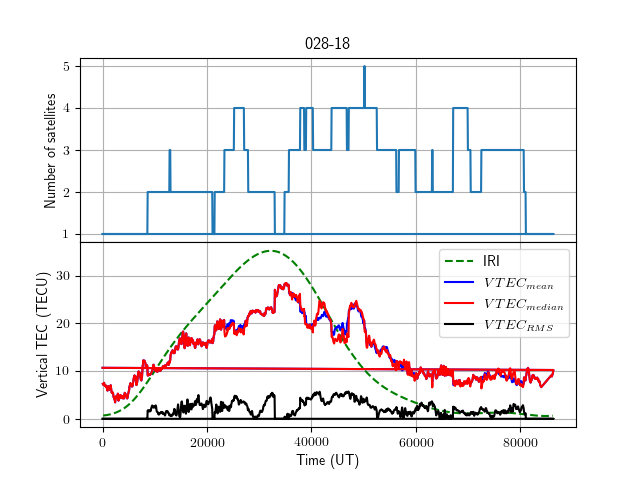 028-18
5
4
3
2
1
Number of satellites
IRI
VTEC_mean
VTEC_median
VTEC_RMS
30
20
10
0
Vertical TEC (TECU)
0 20000 40000 60000 80000
Time (UT)